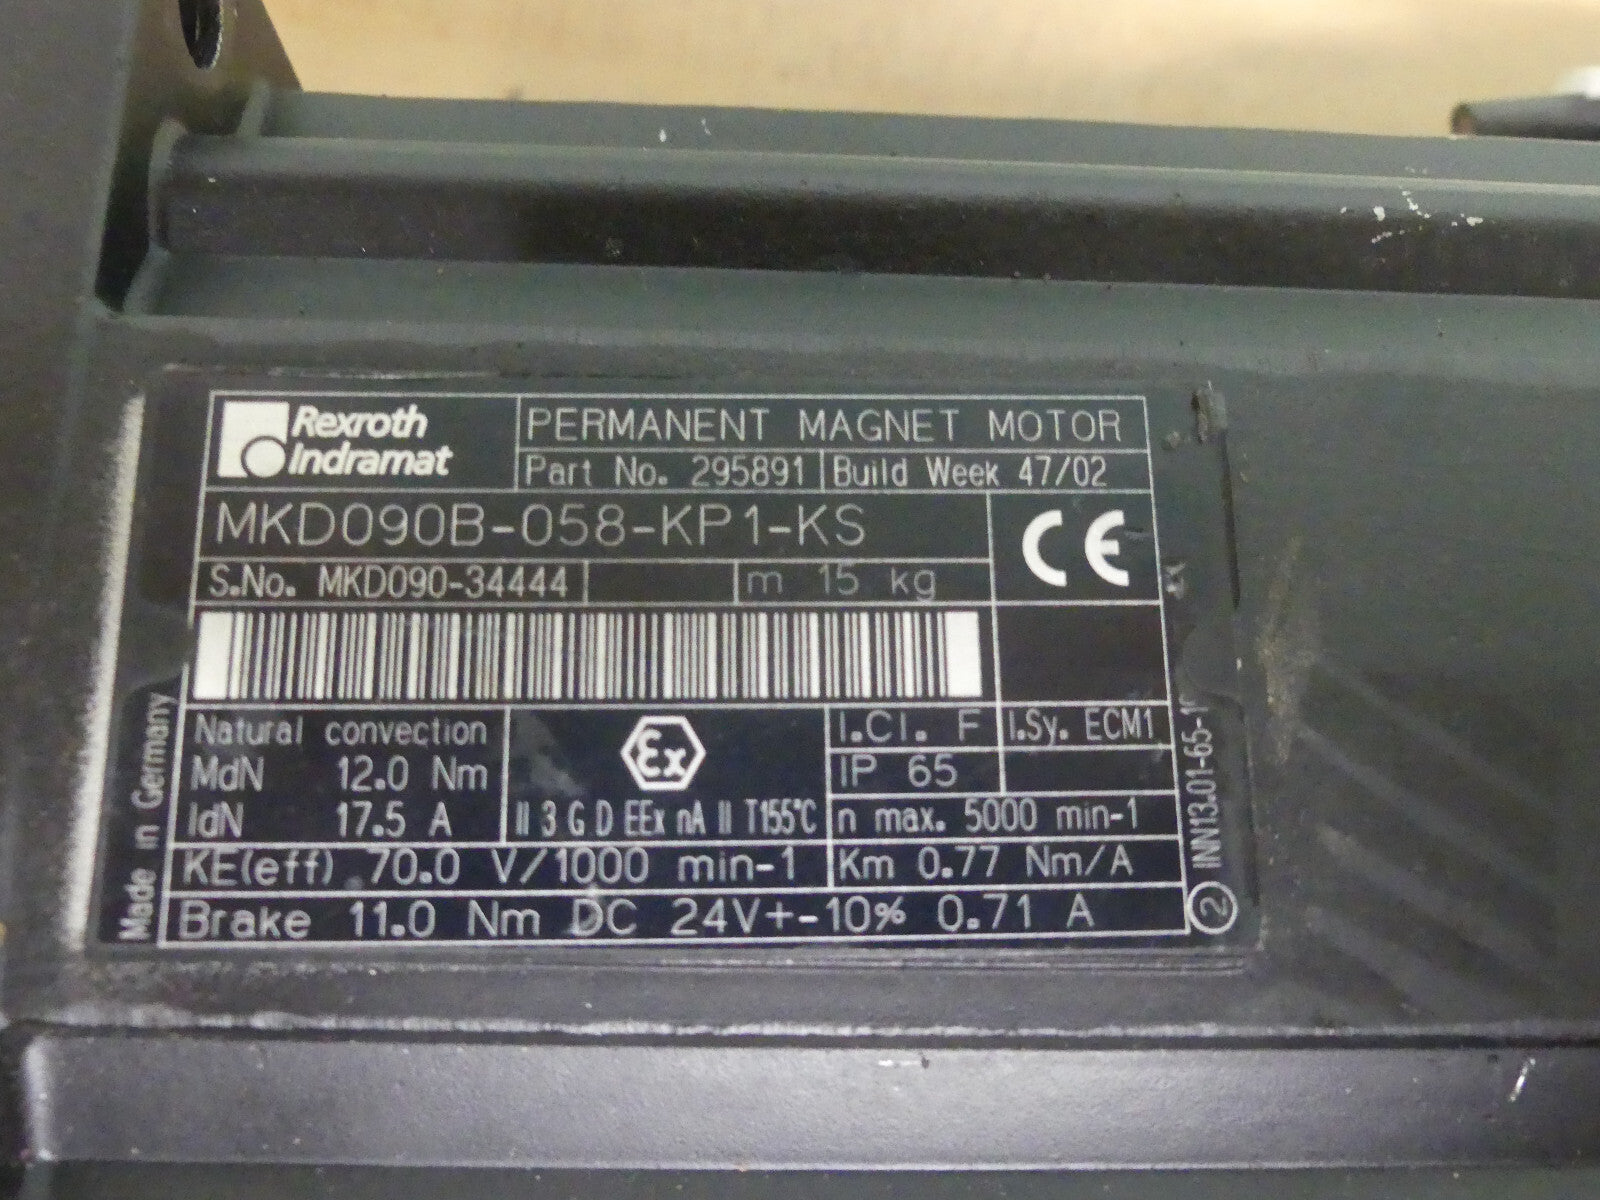 Rexroth
Indramat
PERMANENT MAGNET MOTOR
Part No. 295891 Build Week 47/02
MKD090B-058-KP1-KS
CE
S.No. MKD090-34444 m 15 kg
Natural convection
MdN 12.0 Nm
IdN 17.5 A
Ex
II 3 G D EEx nA II T155°C
I.Cl. F I.Sy. ECM1
IP 65
n max. 5000 min-1
KE(eff) 70.0 V/1000 min-1 Km 0.77 Nm/A
Brake 11.0 Nm DC 24V+-10% 0.71 A
Made in Germany
2